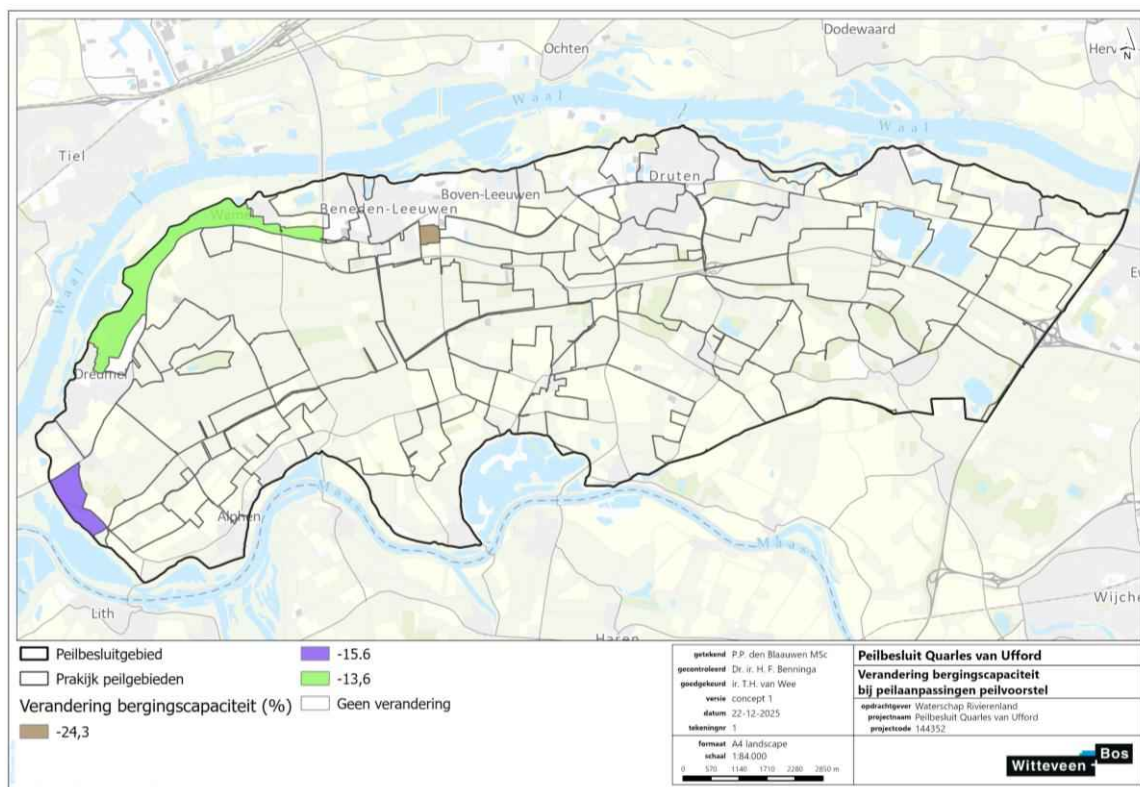 Dodewaard
Ochten
Herv
N
Waal
Waal
Tiel
Druten
Boven-Leeuwen
Wamel
Beneden-Leeuwen
Waal
Dreumel
Alphen
Maas
Maas
Lith
Wijche
Haren
Peilbesluitgebied
Prakijk peilgebieden
Verandering bergingscapaciteit (%)
-24,3
-15.6
-13,6
Geen verandering
getekend P.P. den Blaauwen MSc
gecontroleerd Dr. ir. H. F. Benninga
goedgekeurd ir. T.H. van Wee
versie concept 1
datum 22-12-2025
tekeningnr 1
formaat A4 landscape
schaal 1:84.000
0 570 1140 1710 2280 2850 m
Peilbesluit Quarles van Ufford
Verandering bergingscapaciteit
bij peilaanpassingen peilvoorstel
opdrachtgever Waterschap Rivierenland
projectnaam Peilbesluit Quarles van Ufford
projectcode 144352
Witteveen + Bos